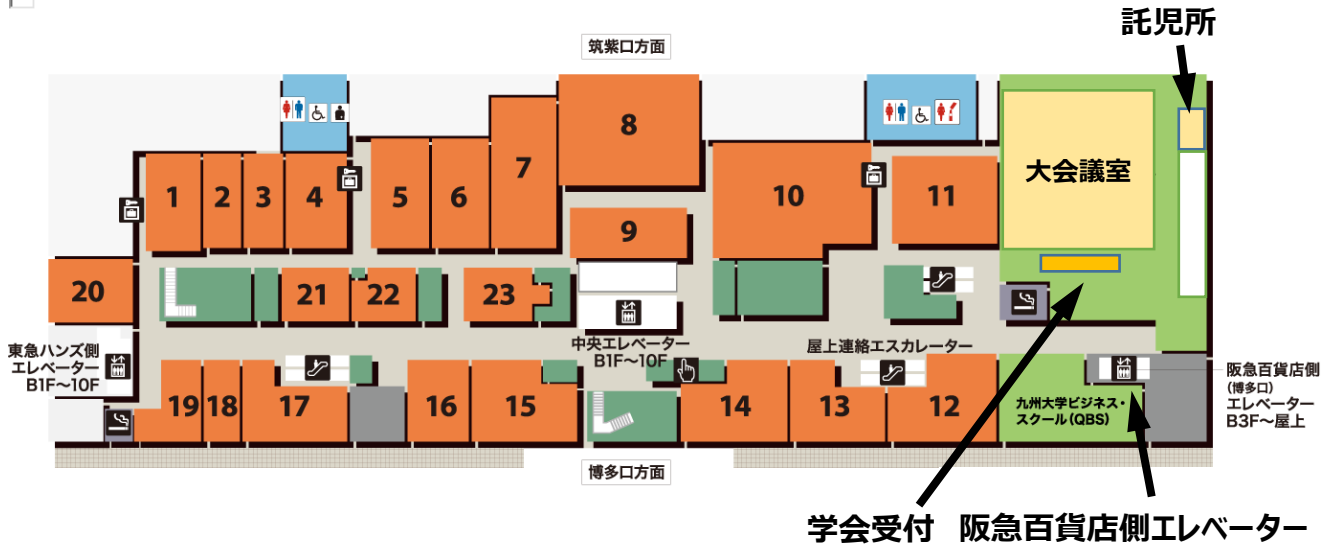 託児所
筑紫口方面
8
7
大会議室
1
2
3
4
5
6
10
11
9
20
21
22
23
東急ハンズ側
エレベーター
B1F～10F
中央エレベーター
B1F～10F
屋上連絡エスカレーター
阪急百貨店側
(博多口)
エレベーター
B3F～屋上
19
18
17
16
15
14
13
12
九州大学ビジネス・
スクール(QBS)
博多口方面
学会受付
阪急百貨店側エレベーター